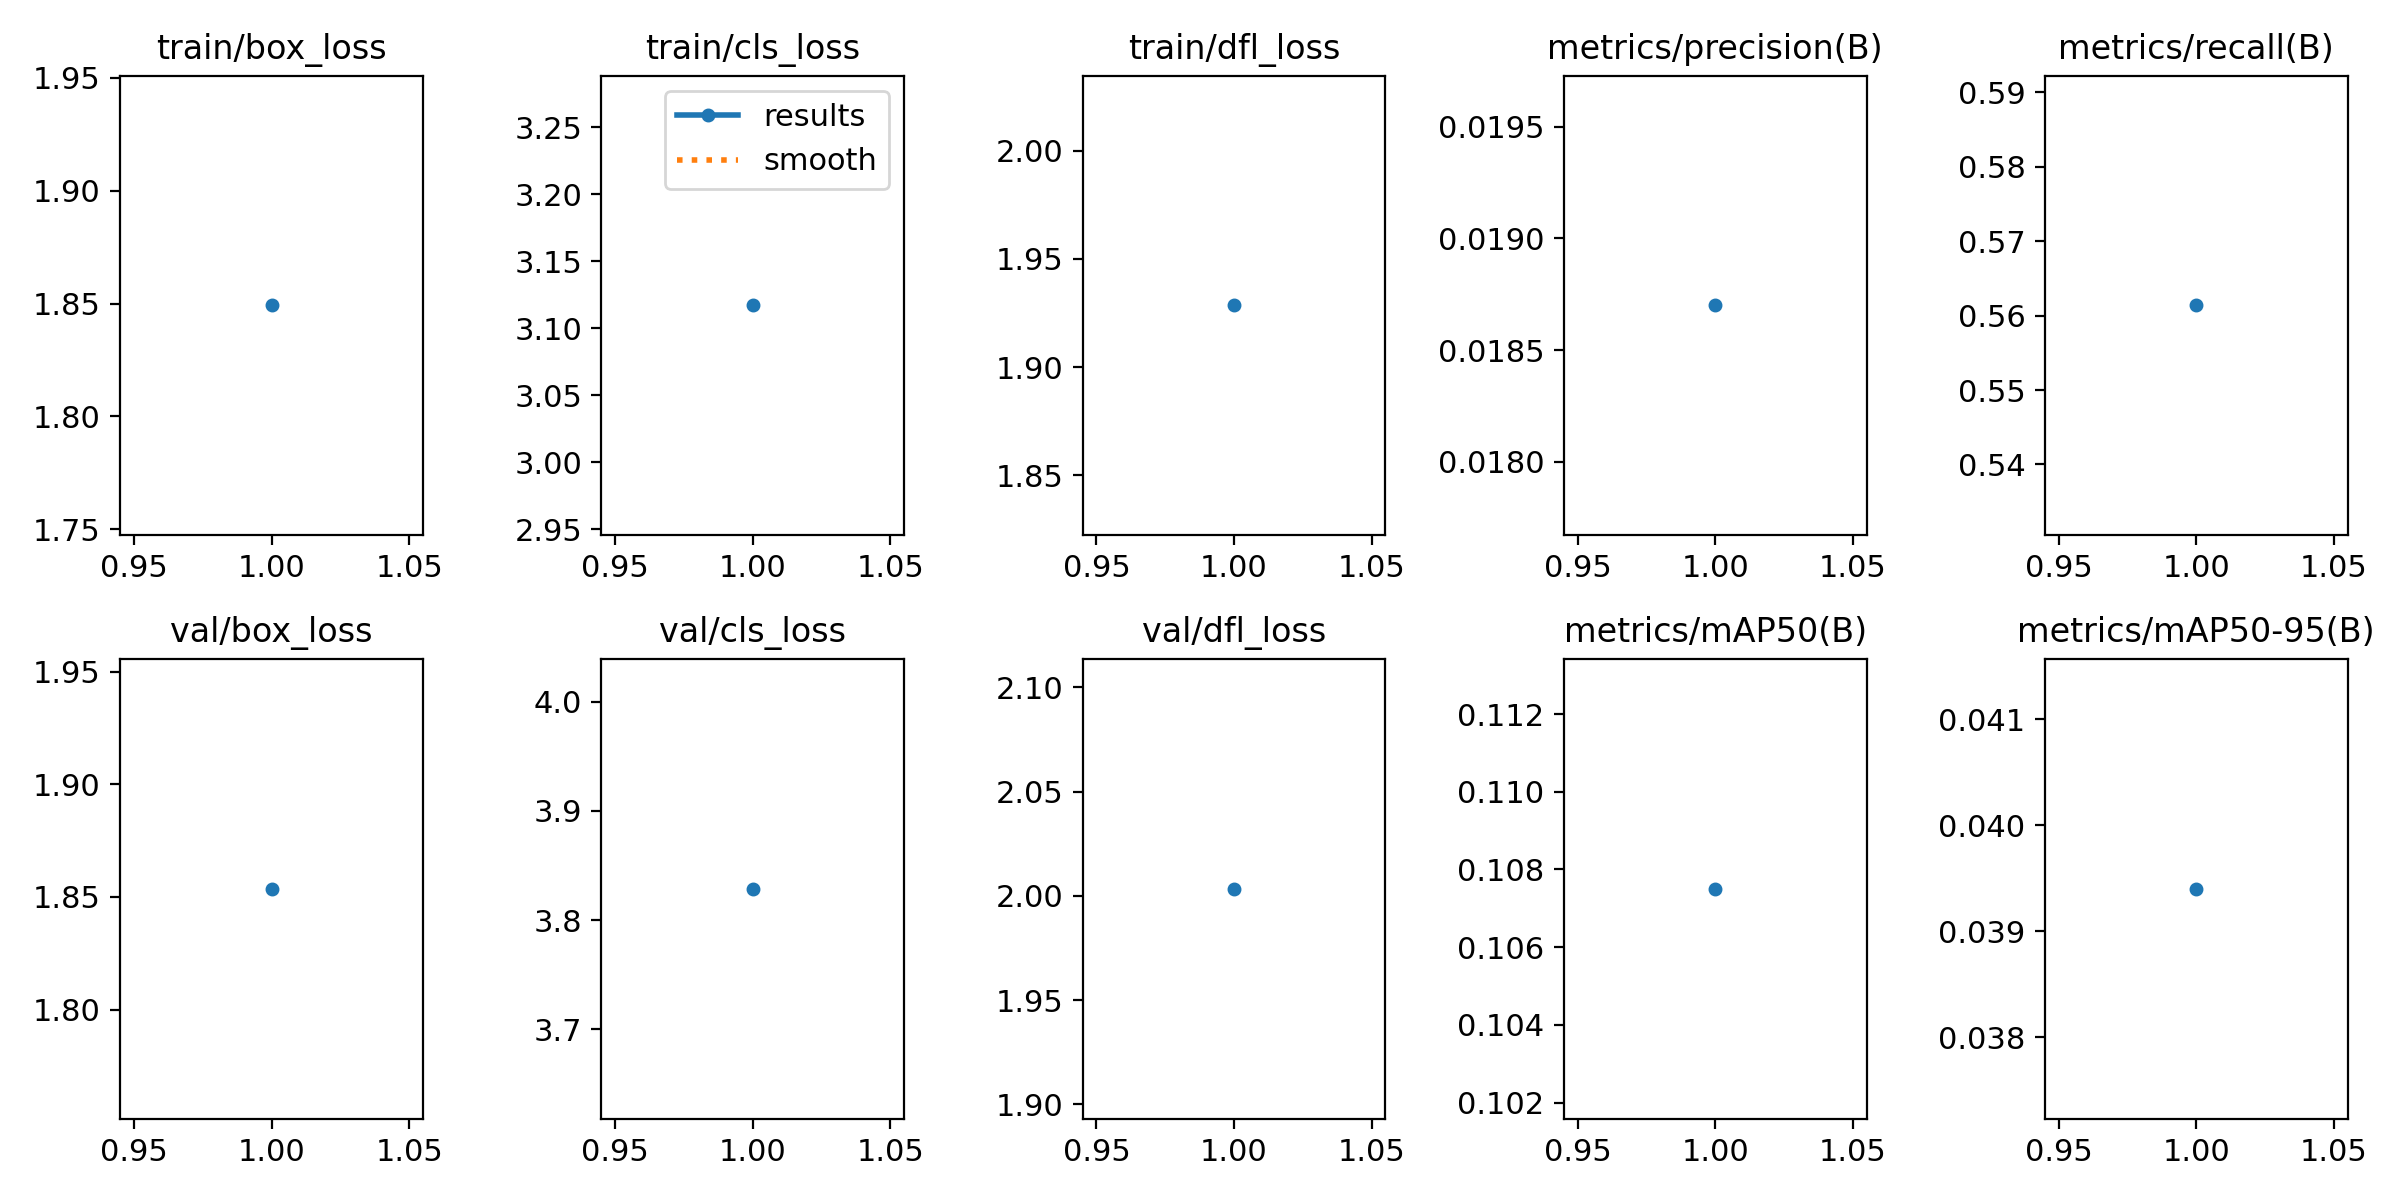 train/box_loss
1.95
1.90
1.85
1.80
1.75
0.95 1.00 1.05
train/cls_loss
results
smooth
3.25
3.20
3.15
3.10
3.05
3.00
2.95
0.95 1.00 1.05
train/dfl_loss
2.00
1.95
1.90
1.85
0.95 1.00 1.05
metrics/precision(B)
0.0195
0.0190
0.0185
0.0180
0.95 1.00 1.05
metrics/recall(B)
0.59
0.58
0.57
0.56
0.55
0.54
0.95 1.00 1.05
val/box_loss
1.95
1.90
1.85
1.80
0.95 1.00 1.05
val/cls_loss
4.0
3.9
3.8
3.7
0.95 1.00 1.05
val/dfl_loss
2.10
2.05
2.00
1.95
1.90
0.95 1.00 1.05
metrics/mAP50(B)
0.112
0.110
0.108
0.106
0.104
0.102
0.95 1.00 1.05
metrics/mAP50-95(B)
0.041
0.040
0.039
0.038
0.95 1.00 1.05